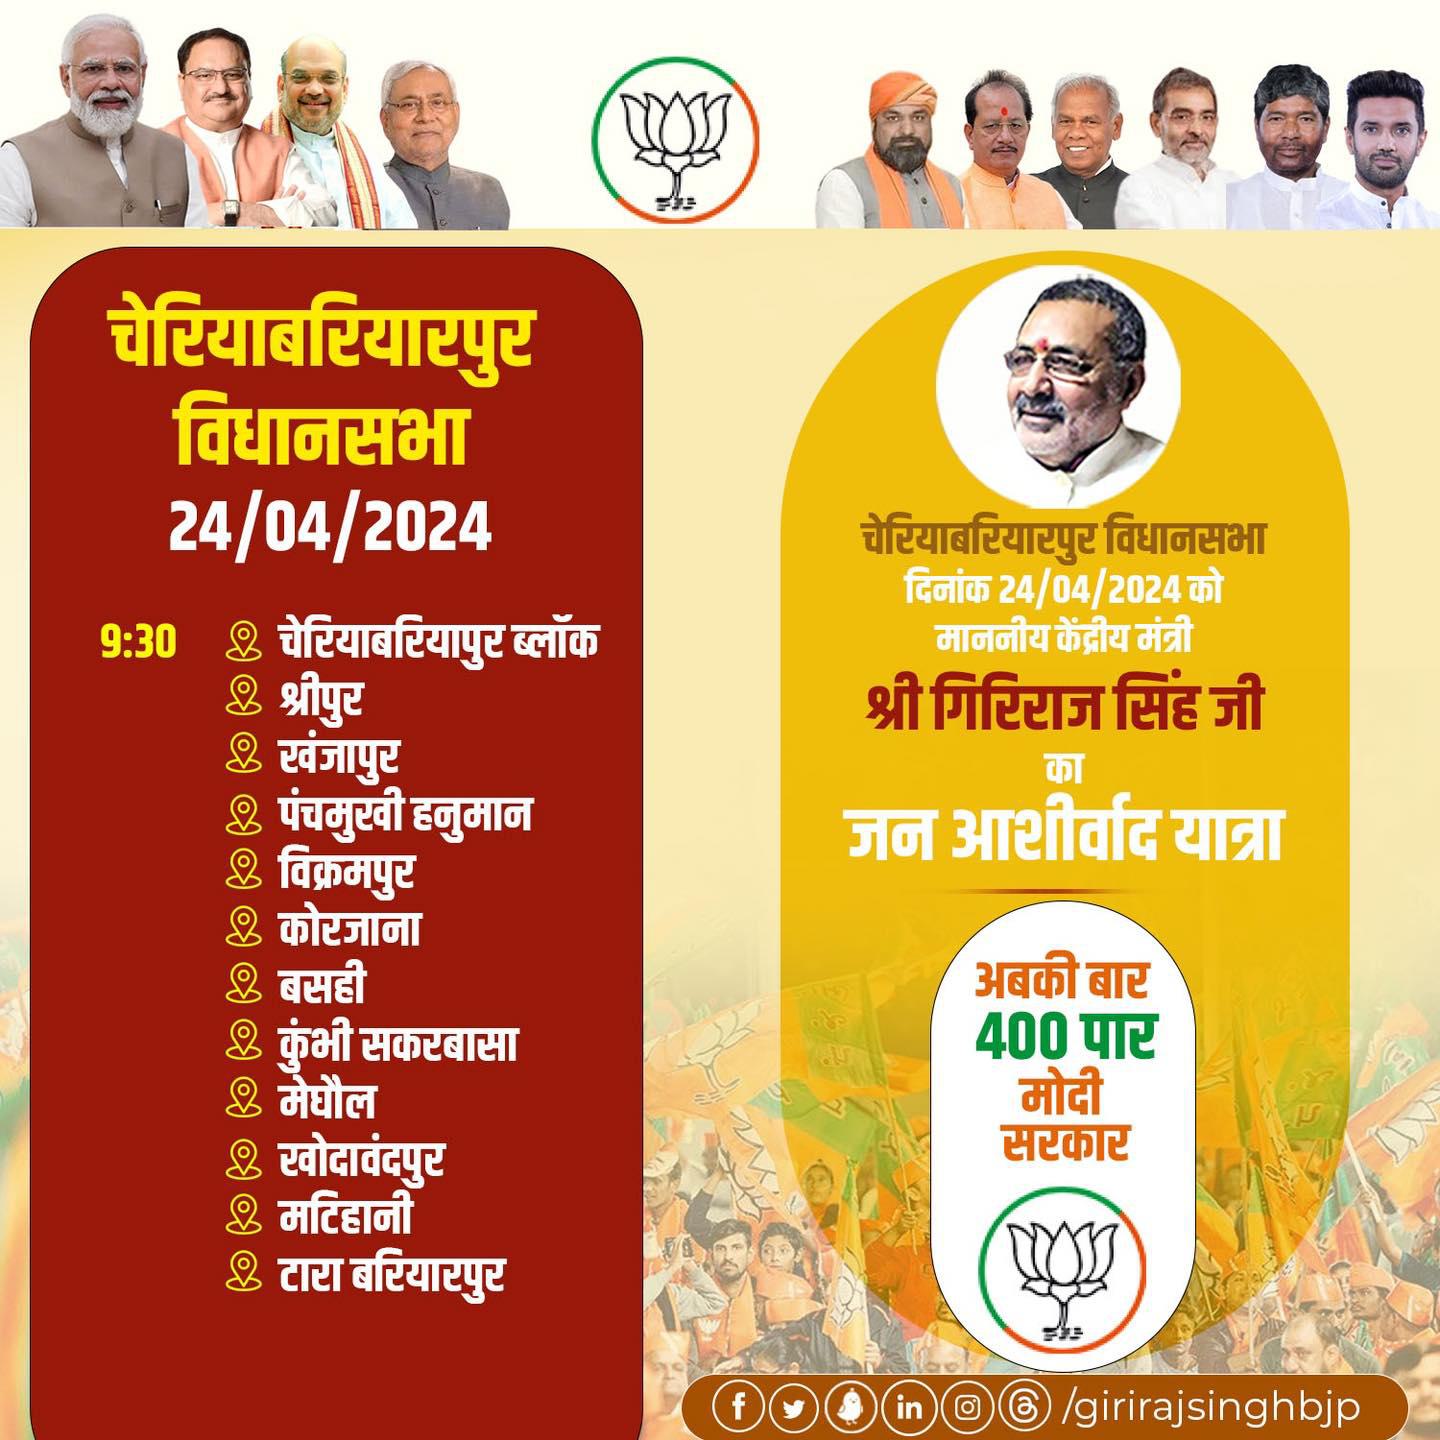 चेरियाबरियारपुर
विधानसभा
24/04/2024
9:30 चेरियाबरियापुर ब्लॉक
श्रीपुर
खंजापुर
पंचमुखी हनुमान
विक्रमपुर
कोरजाना
बसही
कुंभी सकरबासा
मेघौल
खोदावंदपुर
मटिहानी
टारा बरियारपुर
चेरियाबरियारपुर विधानसभा
दिनांक 24/04/2024 को
माननीय केंद्रीय मंत्री
श्री गिरिराज सिंह जी
का
जन आशीर्वाद यात्रा
अबकी बार
400 पार
मोदी
सरकार
/girirajsinghbjp